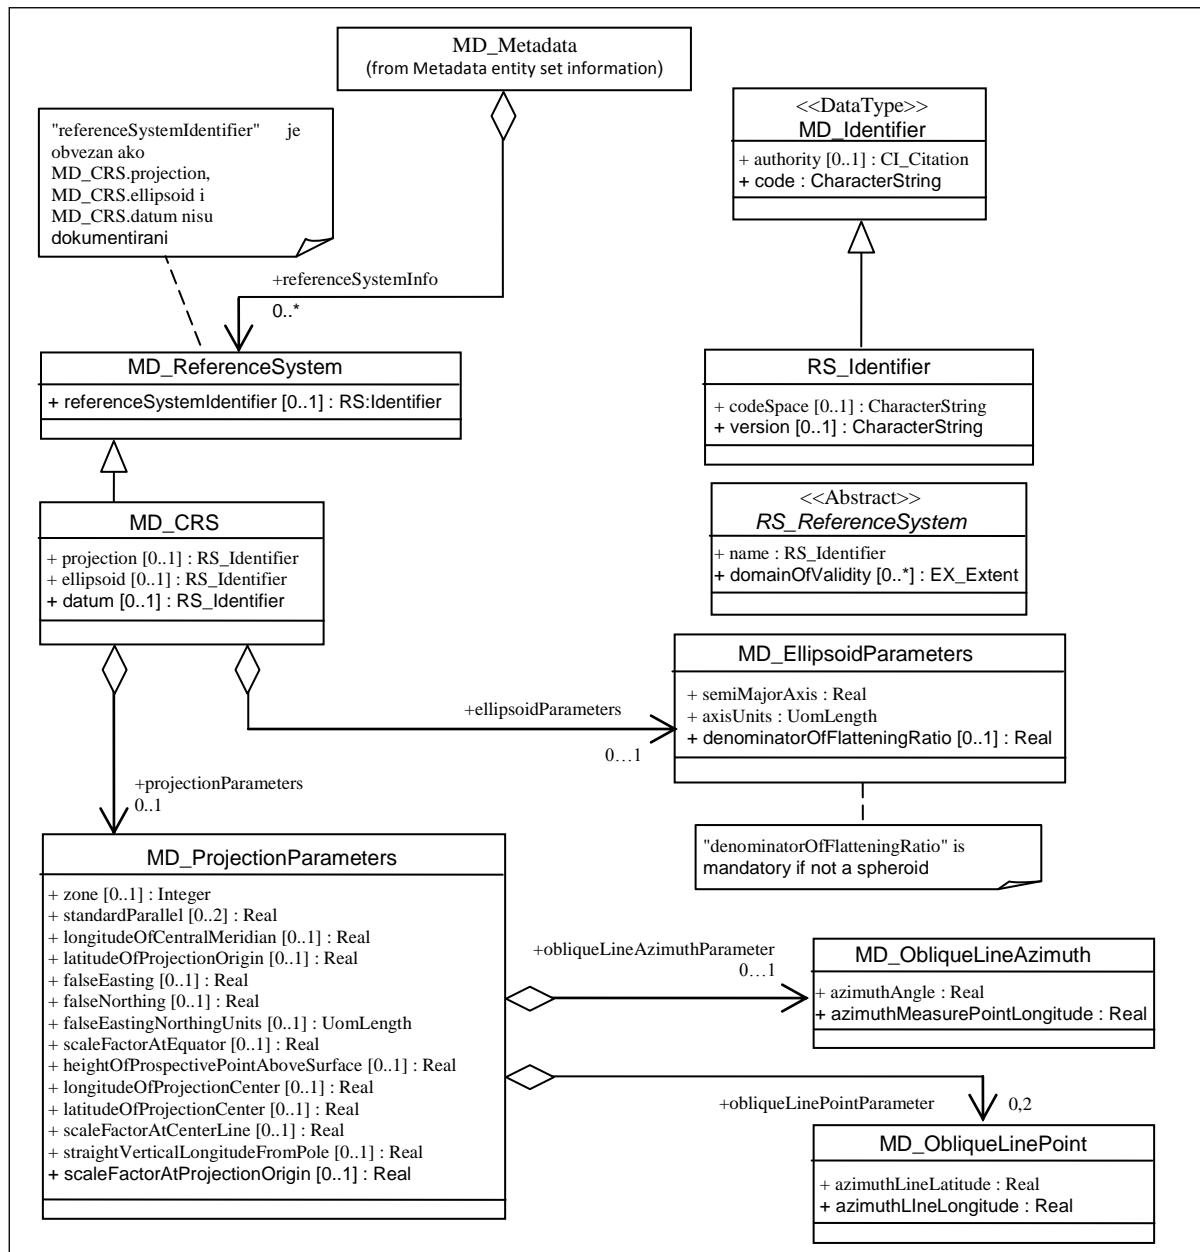 MD_Metadata
(from Metadata entity set information)
"referenceSystemIdentifier" je
obvezan ako
MD_CRS.projection,
MD_CRS.ellipsoid i
MD_CRS.datum nisu
dokumentirani
<<DataType>>
MD_Identifier
+ authority [0..1] : CI_Citation
+ code : CharacterString
+referenceSystemInfo
0..*
MD_ReferenceSystem
+ referenceSystemIdentifier [0..1] : RS:Identifier
RS_Identifier
+ codeSpace [0..1] : CharacterString
+ version [0..1] : CharacterString
MD_CRS
+ projection [0..1] : RS_Identifier
+ ellipsoid [0..1] : RS_Identifier
+ datum [0..1] : RS_Identifier
<<Abstract>>
RS_ReferenceSystem
+ name : RS_Identifier
+ domainOfValidity [0..*] : EX_Extent
MD_EllipsoidParameters
+ semiMajorAxis : Real
+ axisUnits : UomLength
+ denominatorOfFlatteningRatio [0..1] : Real
+ellipsoidParameters
0…1
+projectionParameters
0..1
"denominatorOfFlatteningRatio" is
mandatory if not a spheroid
MD_ProjectionParameters
+ zone [0..1] : Integer
+ standardParallel [0..2] : Real
+ longitudeOfCentralMeridian [0..1] : Real
+ latitudeOfProjectionOrigin [0..1] : Real
+ falseEasting [0..1] : Real
+ falseNorthing [0..1] : Real
+ falseEastingNorthingUnits [0..1] : UomLength
+ scaleFactorAtEquator [0..1] : Real
+ heightOfProspectivePointAboveSurface [0..1] : Real
+ longitudeOfProjectionCenter [0..1] : Real
+ latitudeOfProjectionCenter [0..1] : Real
+ scaleFactorAtCenterLine [0..1] : Real
+ straightVerticalLongitudeFromPole [0..1] : Real
+ scaleFactorAtProjectionOrigin [0..1] : Real
+obliqueLineAzimuthParameter
0…1
MD_ObliqueLineAzimuth
+ azimuthAngle : Real
+ azimuthMeasurePointLongitude : Real
+obliqueLinePointParameter
0,2
MD_ObliqueLinePoint
+ azimuthLineLatitude : Real
+ azimuthLIneLongitude : Real